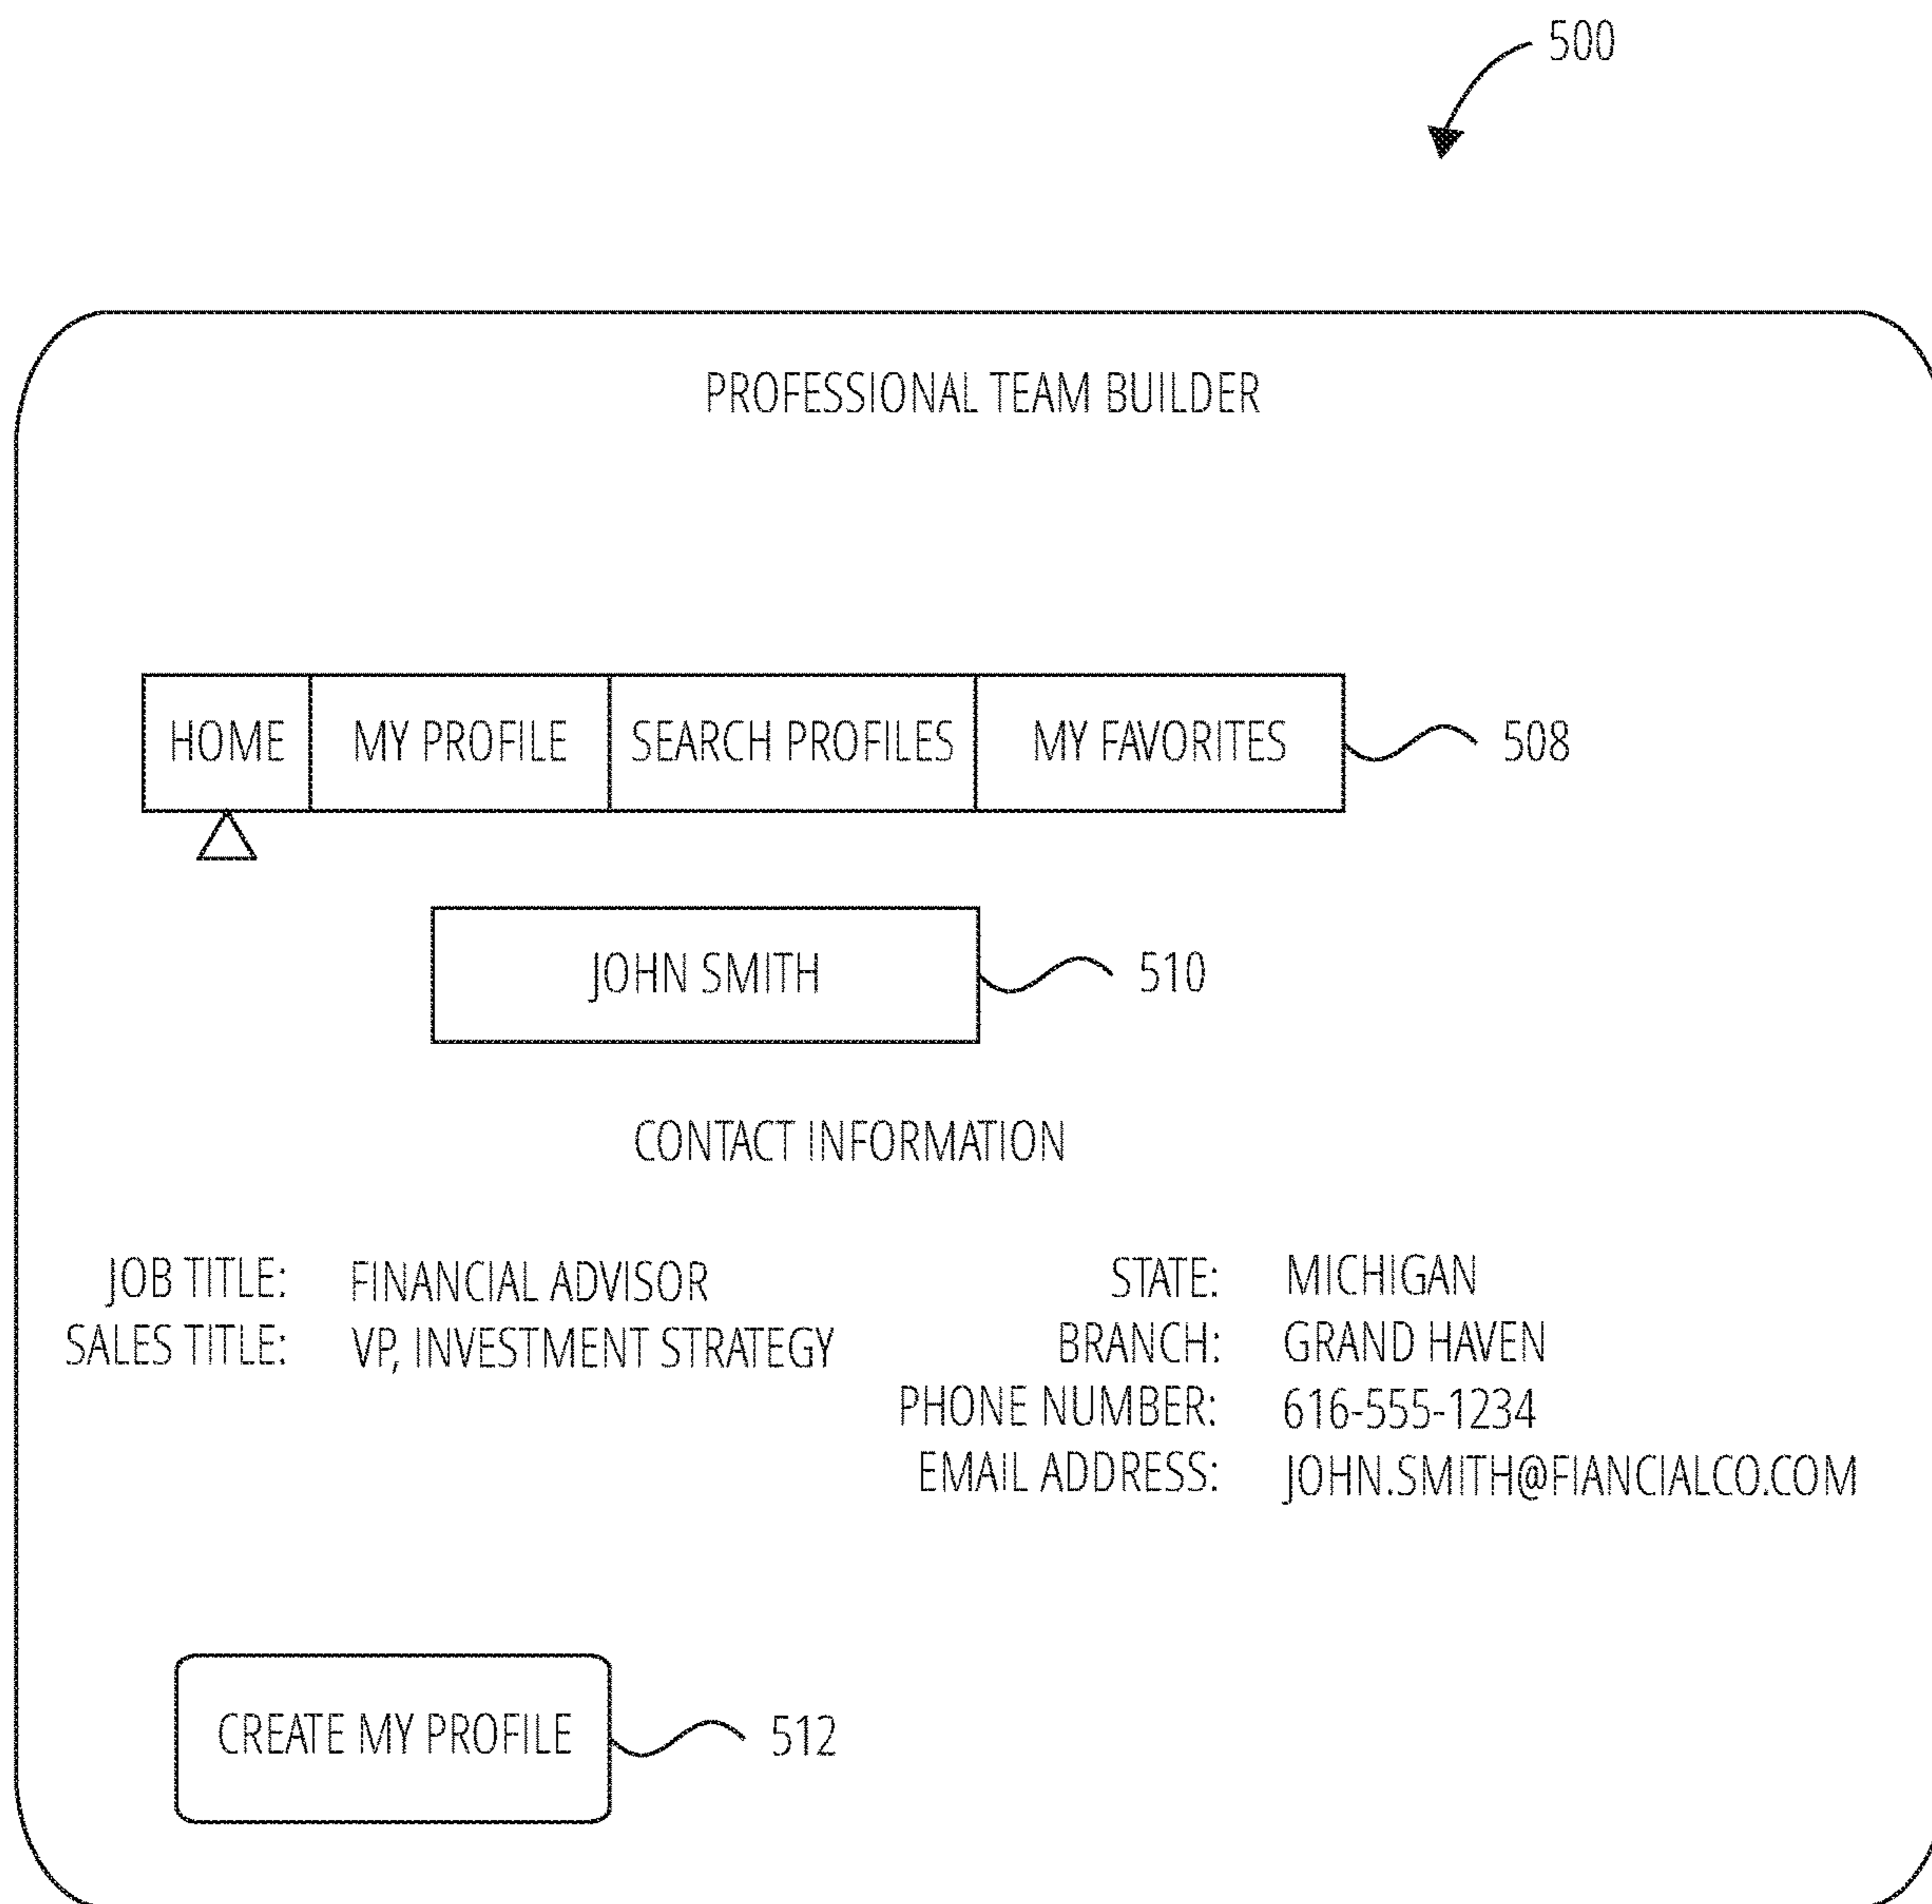 500
PROFESSIONAL TEAM BUILDER
HOME MY PROFILE SEARCH PROFILES MY FAVORITES 508
JOHN SMITH 510
CONTACT INFORMATION
JOB TITLE: FINANCIAL ADVISOR STATE: MICHIGAN
SALES TITLE: VP, INVESTMENT STRATEGY BRANCH: GRAND HAVEN
PHONE NUMBER: 616-555-1234
EMAIL ADDRESS: JOHN.SMITH@FIANCIALCO.COM
CREATE MY PROFILE 512